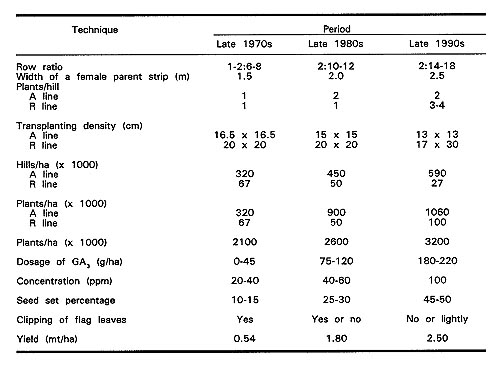 Technique Period
Late 1970s Late 1980s Late 1990s
Row ratio 1-2:6-8 2:10-12 2:14-18
Width of a female parent strip (m) 1.5 2.0 2.5
Plants/hill
A line 1 2 2
R line 1 1 3-4
Transplanting density (cm)
A line 16.5 x 16.5 15 x 15 13 x 13
R line 20 x 20 20 x 20 17 x 30
Hills/ha (x 1000)
A line 320 450 590
R line 67 50 27
Plants/ha (x 1000)
A line 320 900 1060
R line 67 50 100
Plants/ha (x 1000) 2100 2600 3200
Dosage of GA3 (g/ha) 0-45 75-120 180-220
Concentration (ppm) 20-40 40-60 100
Seed set percentage 10-15 25-30 45-50
Clipping of flag leaves Yes Yes or no No or lightly
Yield (mt/ha) 0.54 1.80 2.50